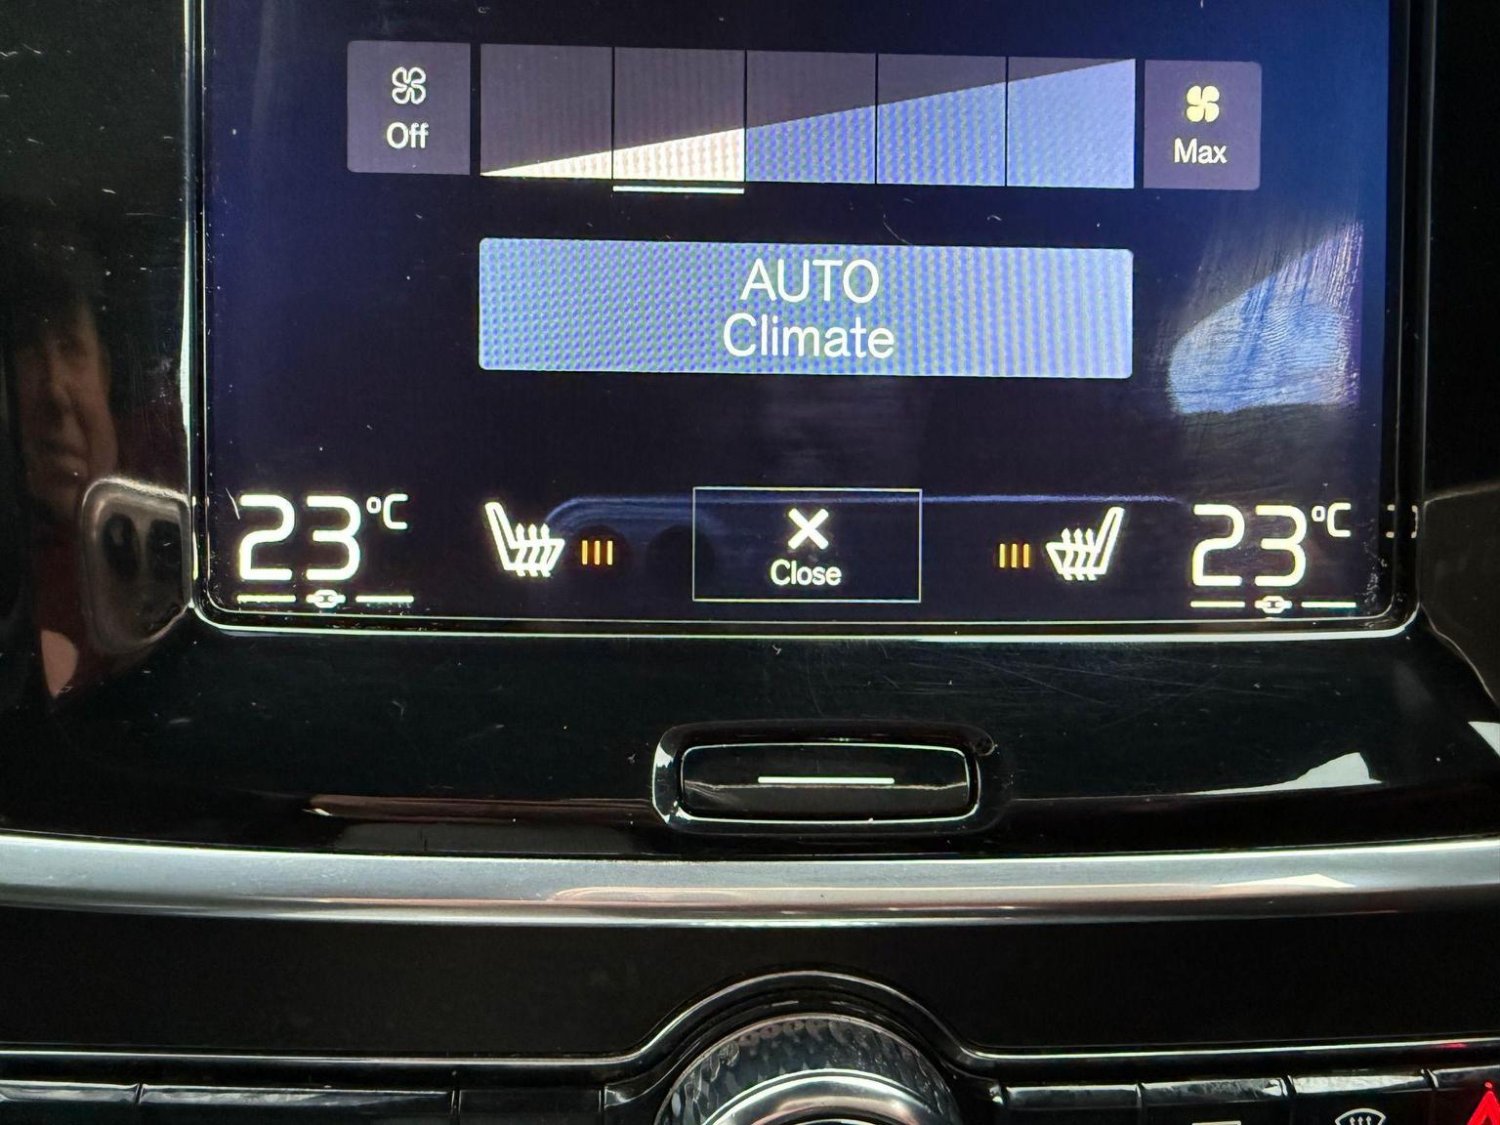 Off
Max
AUTO
Climate
23°C
Close
23°C